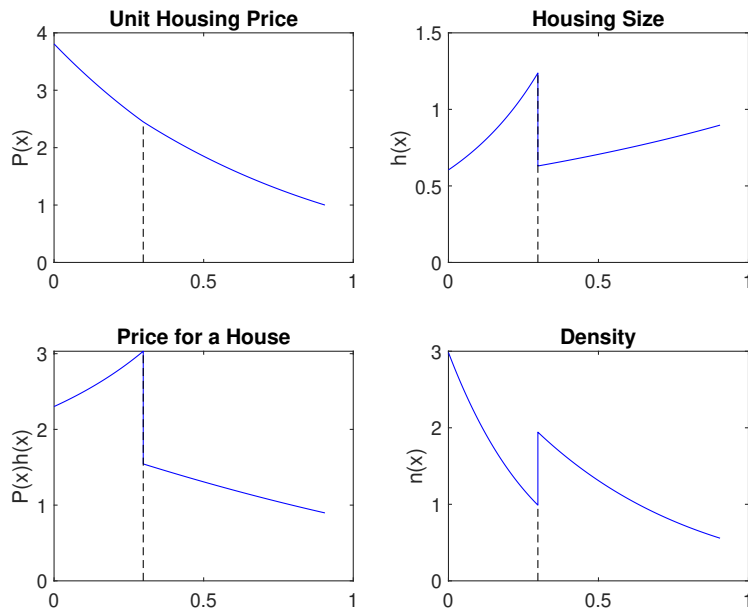 Unit Housing Price
4
3
2
1
0
P(x)
0 0.5 1
Housing Size
1.5
1
0.5
0
h(x)
0 0.5 1
Price for a House
3
2
1
0
P(x)h(x)
0 0.5 1
Density
3
2
1
0
n(x)
0 0.5 1